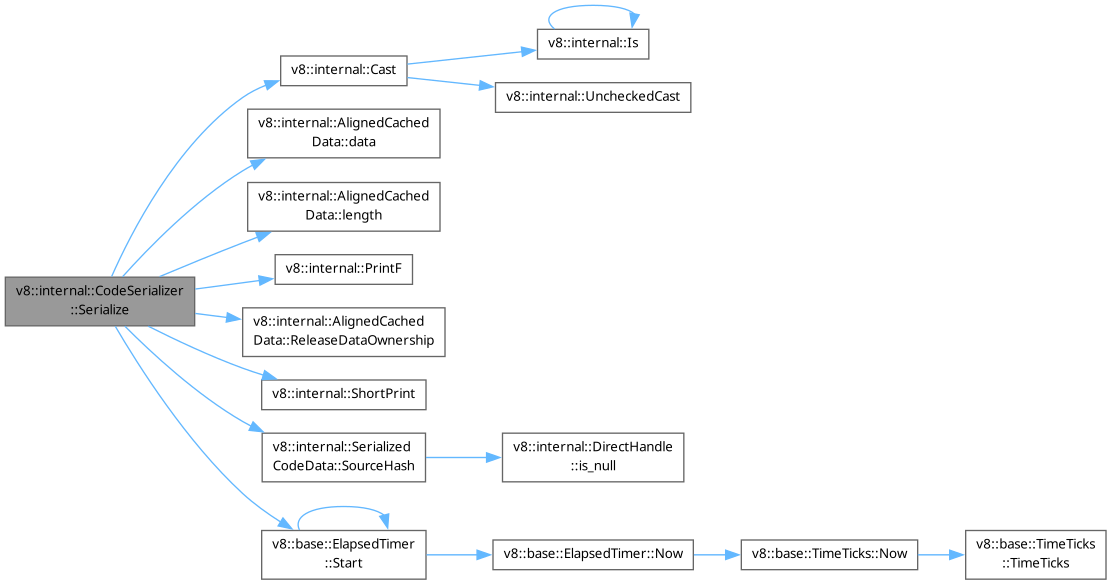 v8::internal::Is
v8::internal::Cast
v8::internal::UncheckedCast
v8::internal::AlignedCached
Data::data
v8::internal::AlignedCached
Data::length
v8::internal::PrintF
v8::internal::CodeSerializer
::Serialize
v8::internal::AlignedCached
Data::ReleaseDataOwnership
v8::internal::ShortPrint
v8::internal::Serialized
CodeData::SourceHash
v8::internal::DirectHandle
::is_null
v8::base::ElapsedTimer
::Start
v8::base::ElapsedTimer::Now
v8::base::TimeTicks::Now
v8::base::TimeTicks
::TimeTicks